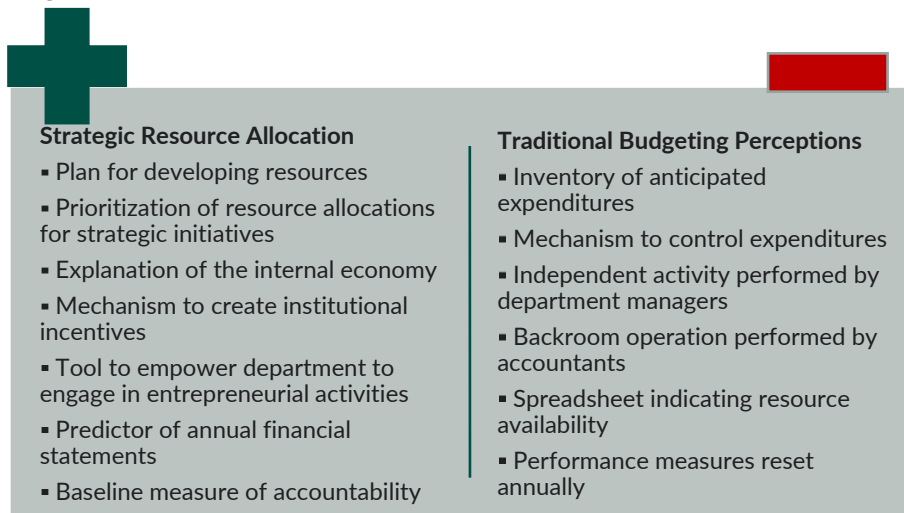 Strategic Resource Allocation
▪ Plan for developing resources
▪ Prioritization of resource allocations
for strategic initiatives
▪ Explanation of the internal economy
▪ Mechanism to create institutional
incentives
▪ Tool to empower department to
engage in entrepreneurial activities
▪ Predictor of annual financial
statements
▪ Baseline measure of accountability
Traditional Budgeting Perceptions
▪ Inventory of anticipated
expenditures
▪ Mechanism to control expenditures
▪ Independent activity performed by
department managers
▪ Backroom operation performed by
accountants
▪ Spreadsheet indicating resource
availability
▪ Performance measures reset
annually